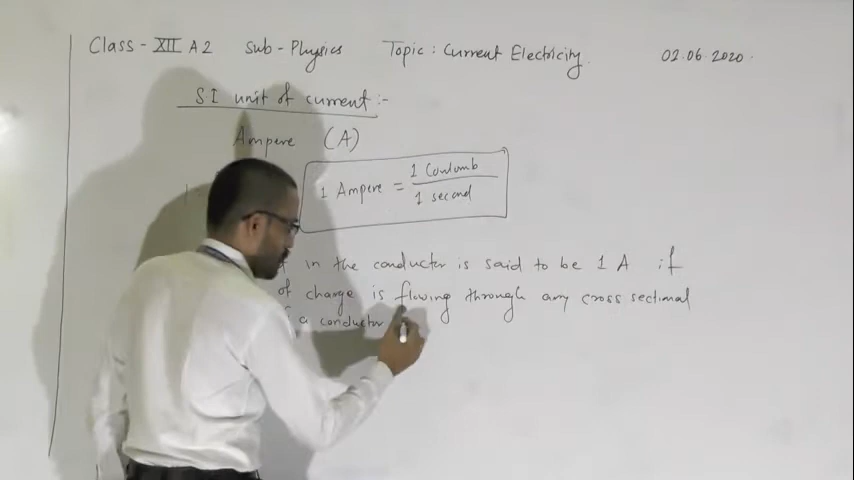 Class - XII A2 Sub - Physics Topic : Current Electricity. 02.06.2020.
S.I unit of current :-
Ampere (A)
1 Ampere = 1 Coulomb
1 second
in the conductor is said to be 1 A if
of charge is flowing through any cross sectional
a conductor